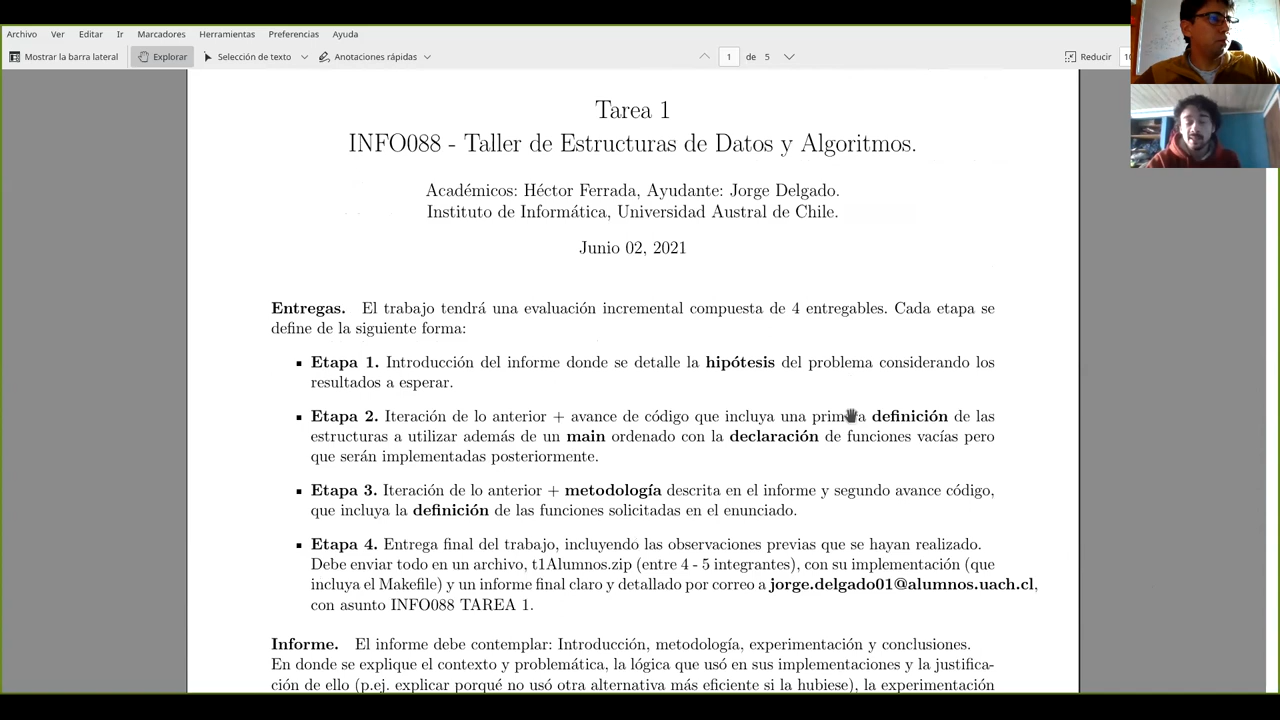 Archivo Ver Editar Ir Marcadores Herramientas Preferencias Ayuda
Mostrar la barra lateral Explorar Selección de texto Anotaciones rápidas 1 de 5 Reducir
Tarea 1
INFO088 - Taller de Estructuras de Datos y Algoritmos.
Académicos: Héctor Ferrada, Ayudante: Jorge Delgado.
Instituto de Informática, Universidad Austral de Chile.
Junio 02, 2021
Entregas. El trabajo tendrá una evaluación incremental compuesta de 4 entregables. Cada etapa se
define de la siguiente forma:
▪ Etapa 1. Introducción del informe donde se detalle la hipótesis del problema considerando los
resultados a esperar.
▪ Etapa 2. Iteración de lo anterior + avance de código que incluya una primera definición de las
estructuras a utilizar además de un main ordenado con la declaración de funciones vacías pero
que serán implementadas posteriormente.
▪ Etapa 3. Iteración de lo anterior + metodología descrita en el informe y segundo avance código,
que incluya la definición de las funciones solicitadas en el enunciado.
▪ Etapa 4. Entrega final del trabajo, incluyendo las observaciones previas que se hayan realizado.
Debe enviar todo en un archivo, t1Alumnos.zip (entre 4 - 5 integrantes), con su implementación (que
incluya el Makefile) y un informe final claro y detallado por correo a jorge.delgado01@alumnos.uach.cl,
con asunto INFO088 TAREA 1.
Informe. El informe debe contemplar: Introducción, metodología, experimentación y conclusiones.
En donde se explique el contexto y problemática, la lógica que usó en sus implementaciones y la justifica-
ción de ello (p.ej. explicar porqué no usó otra alternativa más eficiente si la hubiese), la experimentación